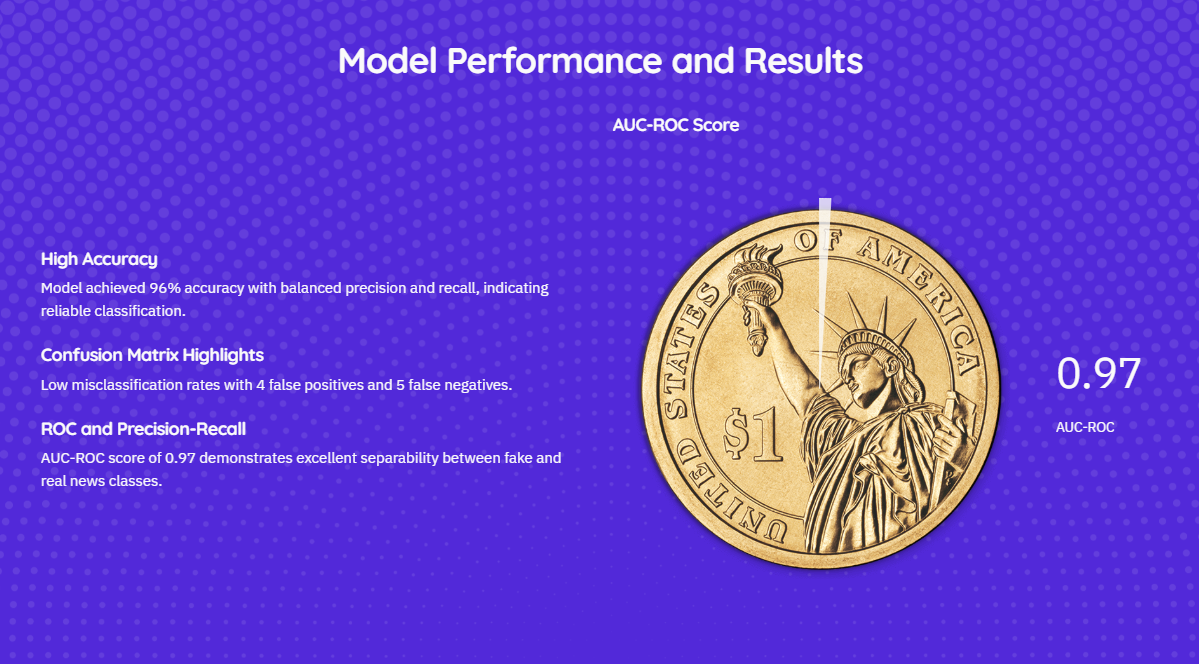 Model Performance and Results
AUC-ROC Score
High Accuracy
Model achieved 96% accuracy with balanced precision and recall, indicating
reliable classification.
Confusion Matrix Highlights
Low misclassification rates with 4 false positives and 5 false negatives.
ROC and Precision-Recall
AUC-ROC score of 0.97 demonstrates excellent separability between fake and
real news classes.
UNITED STATES OF AMERICA
$1
0.97
AUC-ROC